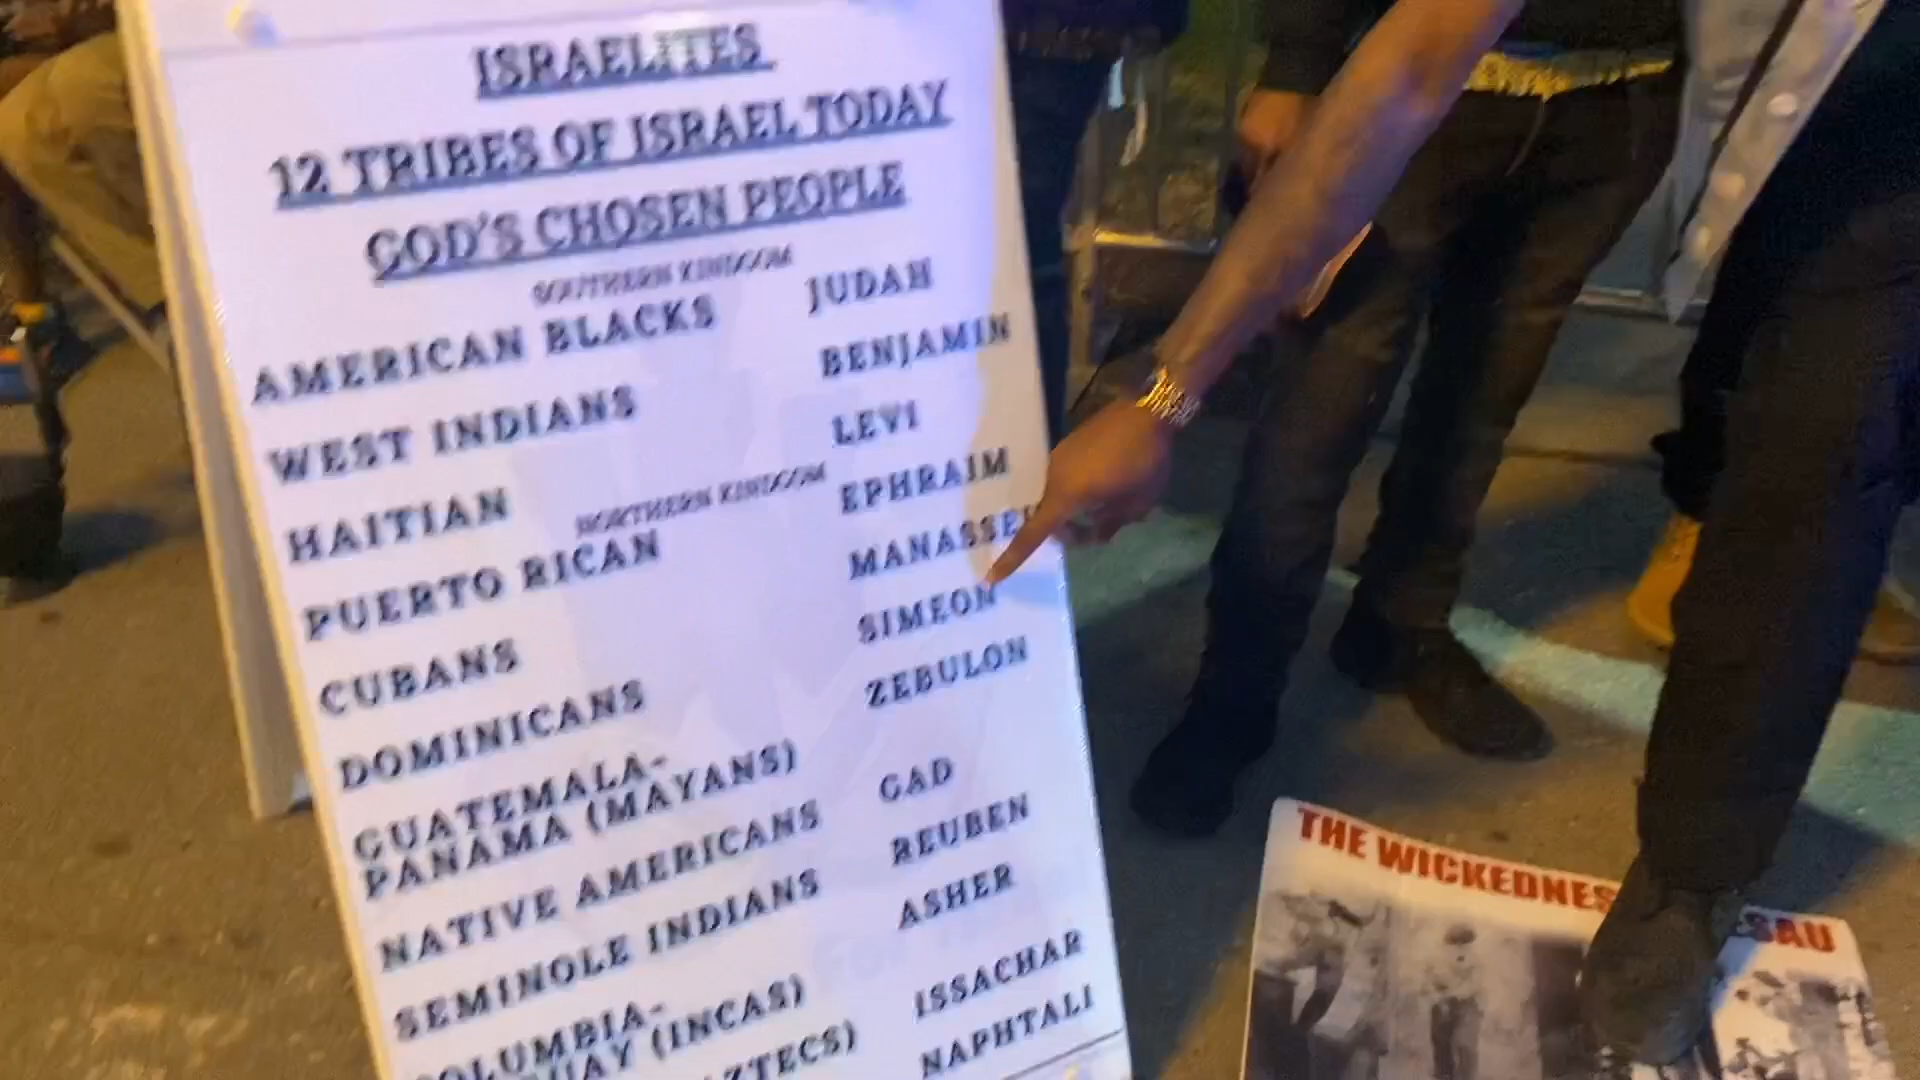 ISRAELITES
12 TRIBES OF ISRAEL TODAY
GOD'S CHOSEN PEOPLE
SOUTHERN KINGDOM
AMERICAN BLACKS JUDAH
WEST INDIANS BENJAMIN
HAITIAN LEVI
NORTHERN KINGDOM
PUERTO RICAN EPHRAIM
CUBANS MANASSEH
DOMINICANS SIMEON
GUATEMALA-
PANAMA (MAYANS) ZEBULON
NATIVE AMERICANS GAD
SEMINOLE INDIANS REUBEN
COLUMBIA-
(INCAS) ASHER
ISSACHAR
NAPHTALI
THE